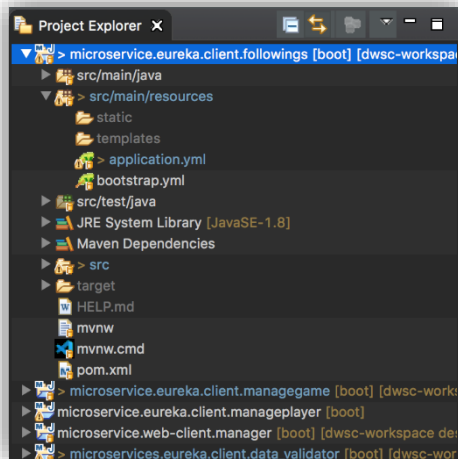 Project Explorer
> microservice.eureka.client.followings [boot] [dwsc-workspa
src/main/java
> src/main/resources
static
templates
> application.yml
bootstrap.yml
src/test/java
JRE System Library [JavaSE-1.8]
Maven Dependencies
> src
> target
HELP.md
mvnw
mvnw.cmd
pom.xml
> microservice.eureka.client.managegame [boot] [dwsc-works
microservice.eureka.client.manageplayer [boot]
microservice.web-client.manager [boot] [dwsc-workspace de
> microservices.eureka.client.data_validator [boot] [dwsc-wor